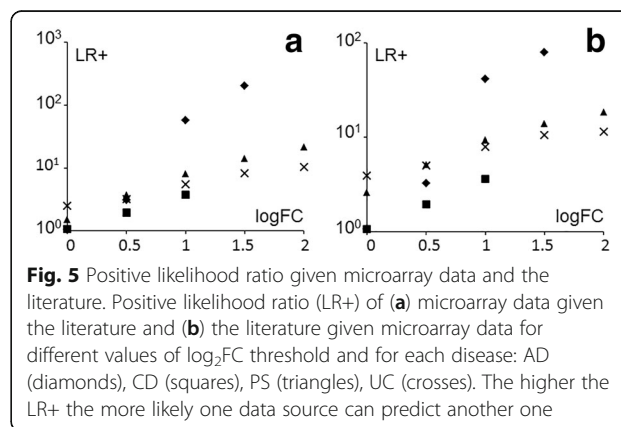 10³ LR+ a
10²
10¹
10⁰ logFC
0 0.5 1 1.5 2
10² LR+ b
10¹
10⁰ logFC
0 0.5 1 1.5 2
Fig. 5 Positive likelihood ratio given microarray data and the
literature. Positive likelihood ratio (LR+) of (a) microarray data given
the literature and (b) the literature given microarray data for
different values of log₂FC threshold and for each disease: AD
(diamonds), CD (squares), PS (triangles), UC (crosses). The higher the
LR+ the more likely one data source can predict another one